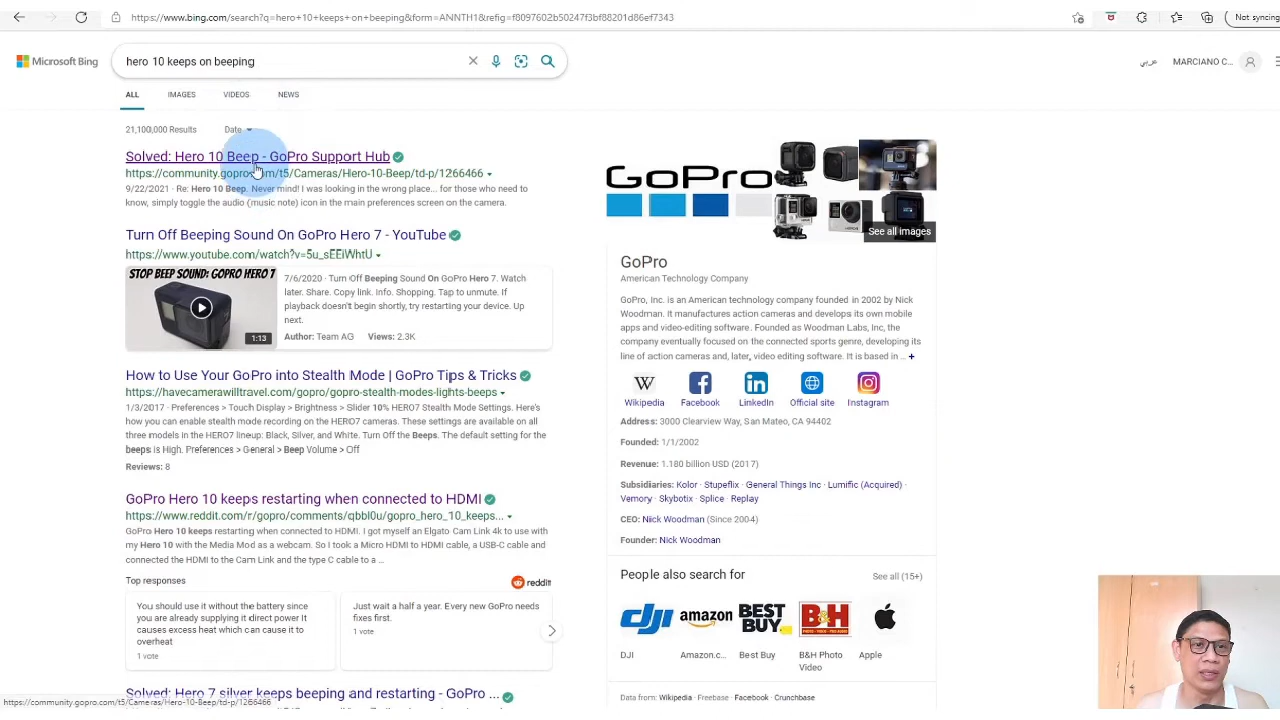 https://www.bing.com/search?q=hero+10+keeps+on+beeping&form=ANNTH1&refig=f8097602b50247f3bf88201d86ef7343
Not syncing
Microsoft Bing
hero 10 keeps on beeping
عربي
MARCIANO C...
ALL
IMAGES
VIDEOS
NEWS
21,100,000 Results
Date
Solved: Hero 10 Beep - GoPro Support Hub
https://community.gopro.com/t5/Cameras/Hero-10-Beep/td-p/1266466
9/22/2021 · Re: Hero 10 Beep. Never mind! I was looking in the wrong place... for those who need to
know, simply toggle the audio (music note) icon in the main preferences screen on the camera.
Turn Off Beeping Sound On GoPro Hero 7 - YouTube
https://www.youtube.com/watch?v=5u_sEEiWhtU
STOP BEEP SOUND: GOPRO HERO 7
1:13
7/6/2020 · Turn Off Beeping Sound On GoPro Hero 7. Watch
later. Share. Copy link. Info. Shopping. Tap to unmute. If
playback doesn't begin shortly, try restarting your device. Up
next.
Author: Team AG Views: 2.3K
How to Use Your GoPro into Stealth Mode | GoPro Tips & Tricks
https://havecamerawilltravel.com/gopro/gopro-stealth-modes-lights-beeps
1/3/2017 · Preferences > Touch Display > Brightness > Slider 10% HERO7 Stealth Mode Settings. Here's
how you can enable stealth mode recording on the HERO7 cameras. These settings are available on all
three models in the HERO7 lineup: Black, Silver, and White. Turn Off the Beeps. The default setting for the
beeps is High. Preferences > General > Beep Volume > Off
Reviews: 8
GoPro Hero 10 keeps restarting when connected to HDMI
https://www.reddit.com/r/gopro/comments/qbbl0u/gopro_hero_10_keeps...
GoPro Hero 10 keeps restarting when connected to HDMI. I got myself an Elgato Cam Link 4k to use with
my Hero 10 with the Media Mod as a webcam. So I took a Micro HDMI to HDMI cable, a USB-C cable and
connected the HDMI to the Cam Link and the type C cable to a ...
Top responses
reddit
You should use it without the battery since
you are already supplying it direct power It
causes excess heat which can cause it to
overheat
1 vote
Just wait a half a year. Every new GoPro needs
fixes first.
1 vote
Solved: Hero 7 silver keeps beeping and restarting - GoPro ...
https://community.gopro.com/t5/Cameras/Hero-10-Beep/td-p/1266466
GoPro
See all images
GoPro
American Technology Company
GoPro, Inc. is an American technology company founded in 2002 by Nick
Woodman. It manufactures action cameras and develops its own mobile
apps and video-editing software. Founded as Woodman Labs, Inc, the
company eventually focused on the connected sports genre, developing its
line of action cameras and, later, video editing software. It is based in ... +
Wikipedia
Facebook
LinkedIn
Official site
Instagram
Address: 3000 Clearview Way, San Mateo, CA 94402
Founded: 1/1/2002
Revenue: 1.180 billion USD (2017)
Subsidiaries: Kolor · Stupeflix · General Things Inc · Lumific (Acquired) ·
Vemory · Skybotix · Splice · Replay
CEO: Nick Woodman (Since 2004)
Founder: Nick Woodman
People also search for
See all (15+)
dji
amazon
BEST BUY
B&H
DJI
Amazon.c...
Best Buy
B&H Photo
Video
Apple
Data from: Wikipedia · Freebase · Facebook · Crunchbase